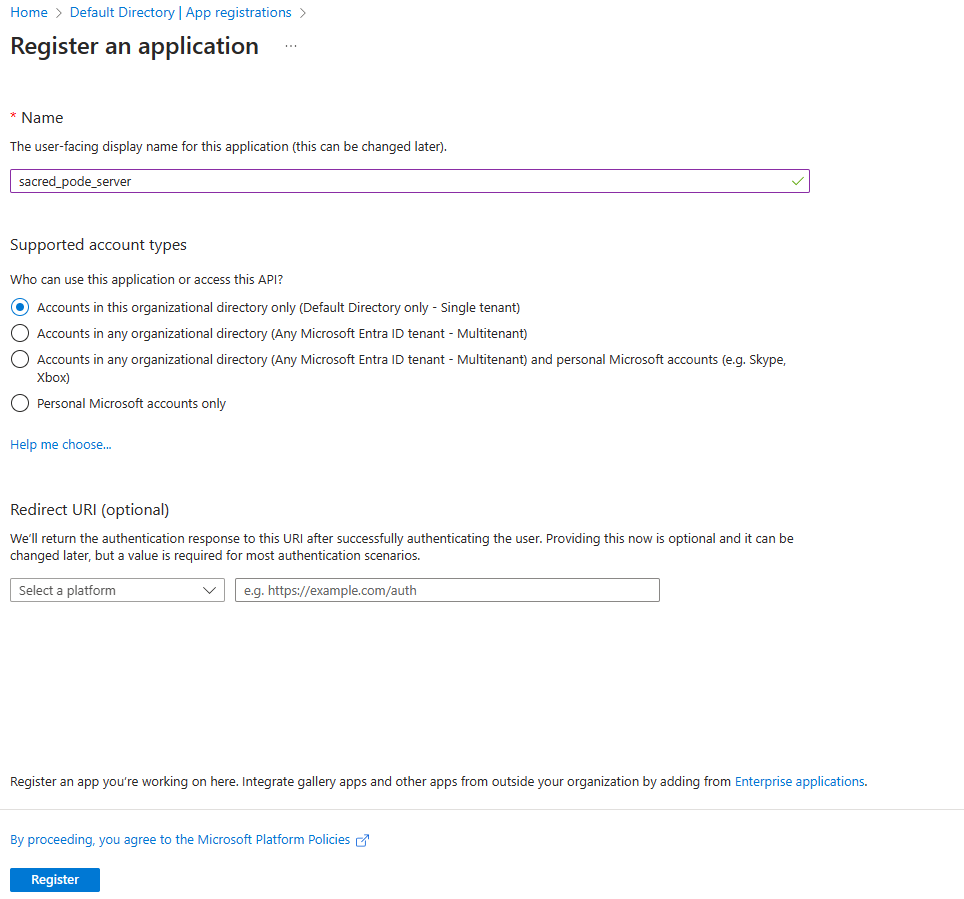 Home > Default Directory | App registrations >
Register an application ...
* Name
The user-facing display name for this application (this can be changed later).
sacred_pode_server
Supported account types
Who can use this application or access this API?
Accounts in this organizational directory only (Default Directory only - Single tenant)
Accounts in any organizational directory (Any Microsoft Entra ID tenant - Multitenant)
Accounts in any organizational directory (Any Microsoft Entra ID tenant - Multitenant) and personal Microsoft accounts (e.g. Skype,
Xbox)
Personal Microsoft accounts only
Help me choose...
Redirect URI (optional)
We'll return the authentication response to this URI after successfully authenticating the user. Providing this now is optional and it can be
changed later, but a value is required for most authentication scenarios.
Select a platform e.g. https://example.com/auth
Register an app you're working on here. Integrate gallery apps and other apps from outside your organization by adding from Enterprise applications.
By proceeding, you agree to the Microsoft Platform Policies
Register